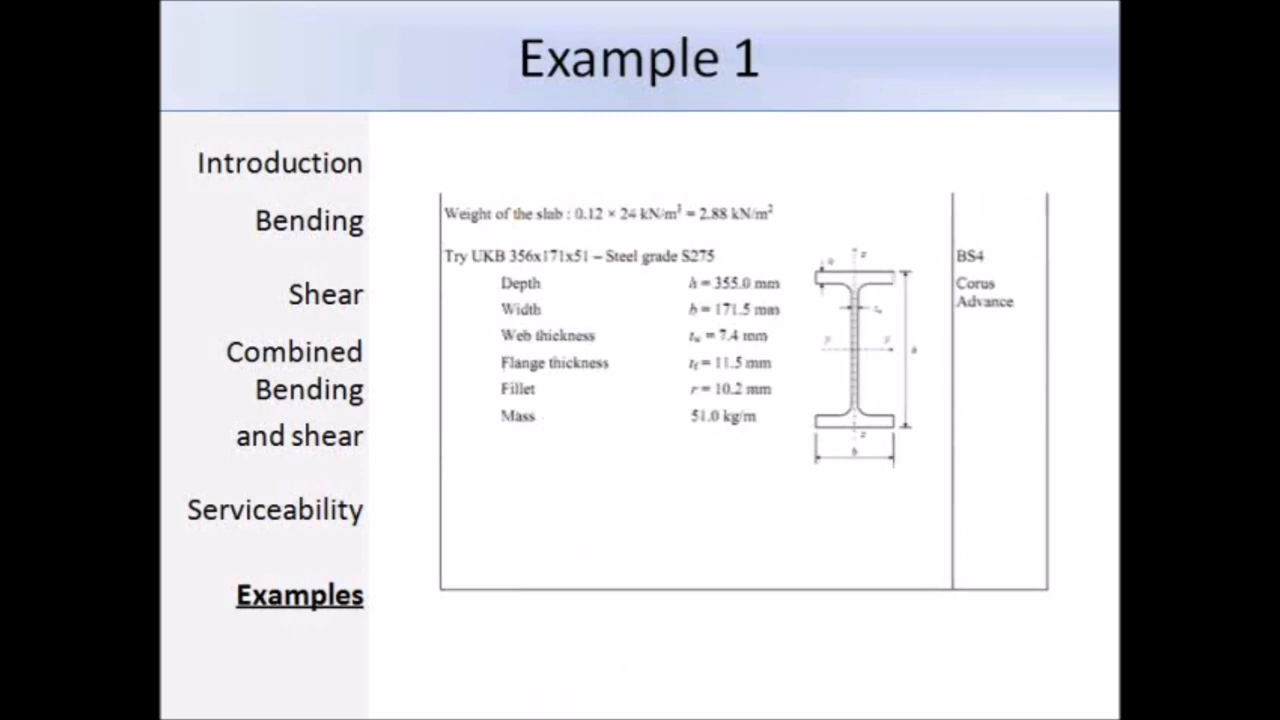 Example 1
Introduction
Bending
Shear
Combined
Bending
and shear
Serviceability
Examples
Weight of the slab : 0.12 × 24 kN/m³ = 2.88 kN/m²
Try UKB 356x171x51 – Steel grade S275
Depth h = 355.0 mm
Width b = 171.5 mm
Web thickness tw = 7.4 mm
Flange thickness tf = 11.5 mm
Fillet r = 10.2 mm
Mass 51.0 kg/m
z
y y
z
b
BS4
Corus
Advance